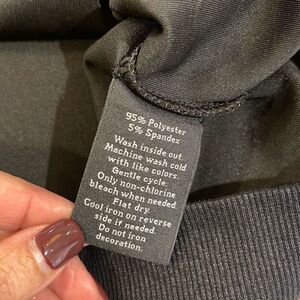 95% Polyester
5% Spandex
Wash inside out
Machine wash cold
with like colors.
Gentle cycle.
Only non-chlorine
bleach when needed.
Flat dry.
Cool iron on reverse
side if needed.
Do not iron
decoration.